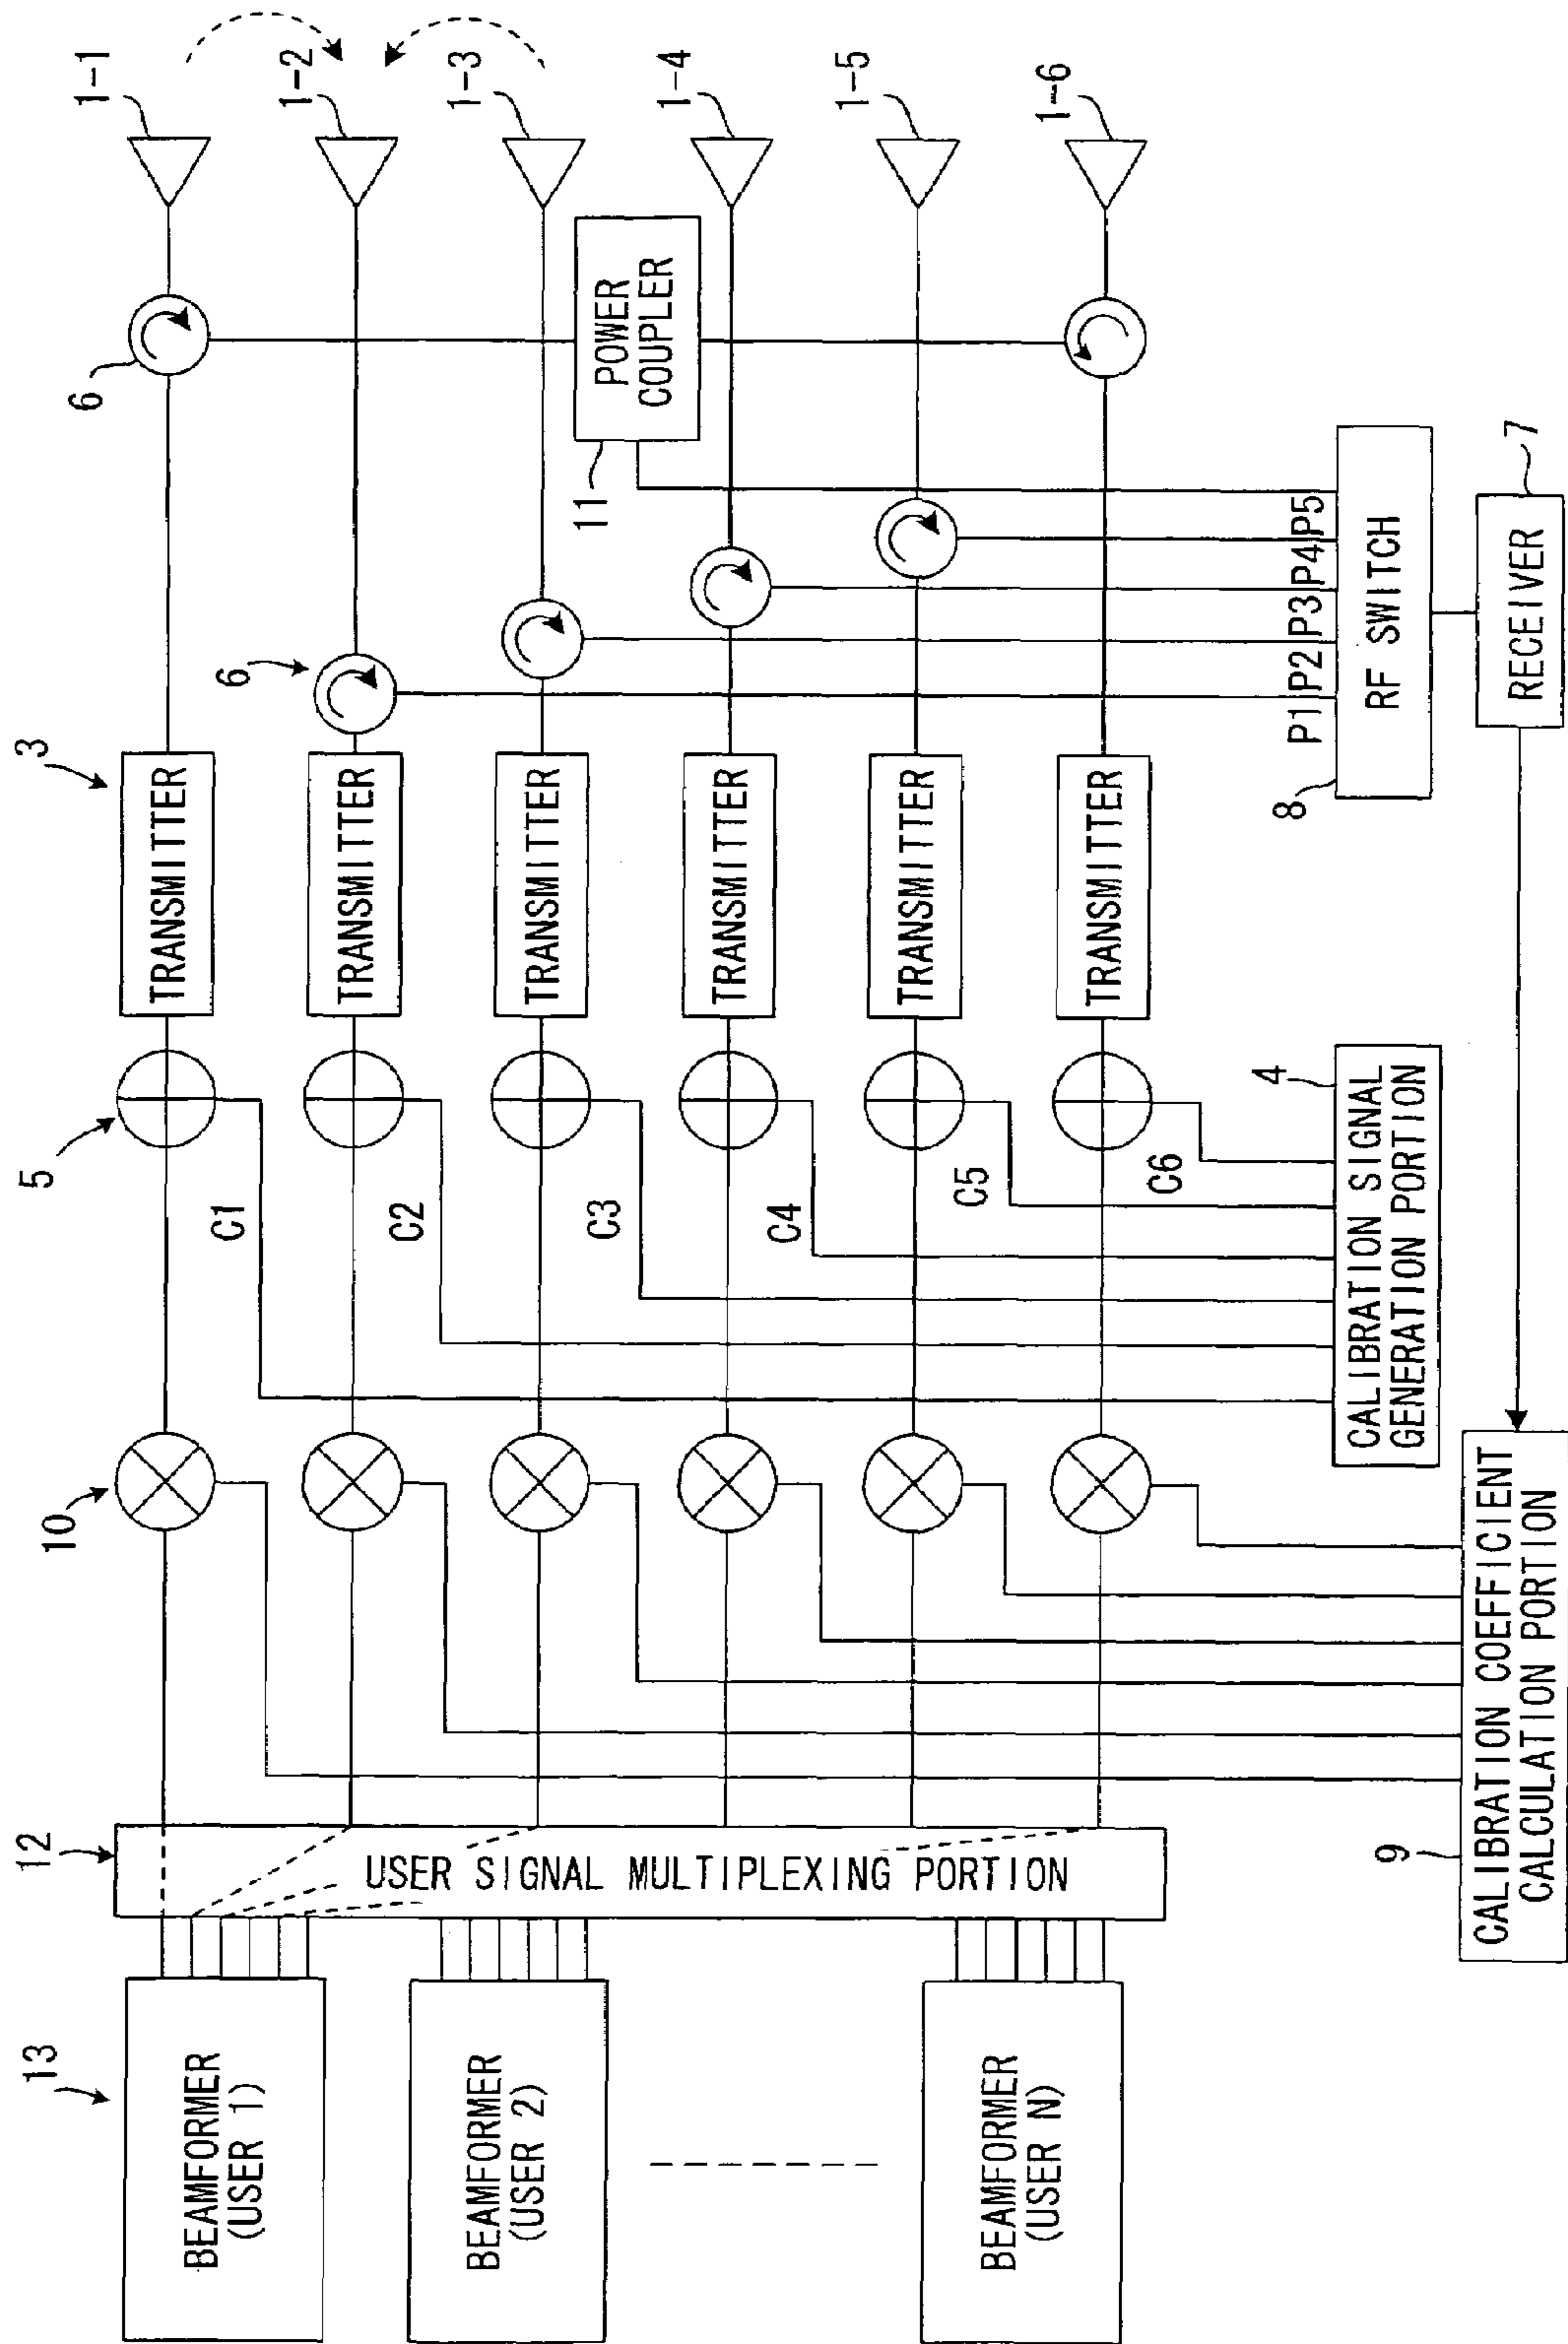 13
BEAMFORMER
(USER 1)
BEAMFORMER
(USER 2)
BEAMFORMER
(USER N)
12
USER SIGNAL MULTIPLEXING PORTION
10
5
C1
C2
C3
C4
C5
C6
3
TRANSMITTER
TRANSMITTER
TRANSMITTER
TRANSMITTER
TRANSMITTER
TRANSMITTER
6
6
POWER
COUPLER
11
1-1
1-2
1-3
1-4
1-5
1-6
P1
P2
P3
P4
P5
8
RF SWITCH
RECEIVER
7
4
CALIBRATION SIGNAL
GENERATION PORTION
9
CALIBRATION COEFFICIENT
CALCULATION PORTION